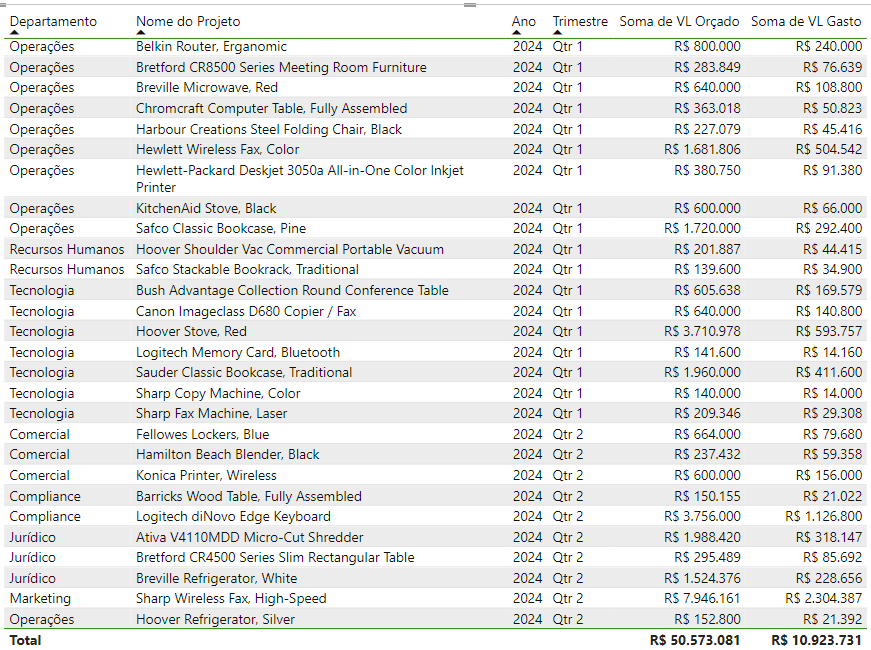 Departamento Nome do Projeto Ano Trimestre Soma de VL Orçado Soma de VL Gasto
Operações Belkin Router, Erganomic 2024 Qtr 1 R$ 800.000 R$ 240.000
Operações Bretford CR8500 Series Meeting Room Furniture 2024 Qtr 1 R$ 283.849 R$ 76.639
Operações Breville Microwave, Red 2024 Qtr 1 R$ 640.000 R$ 108.800
Operações Chromcraft Computer Table, Fully Assembled 2024 Qtr 1 R$ 363.018 R$ 50.823
Operações Harbour Creations Steel Folding Chair, Black 2024 Qtr 1 R$ 227.079 R$ 45.416
Operações Hewlett Wireless Fax, Color 2024 Qtr 1 R$ 1.681.806 R$ 504.542
Operações Hewlett-Packard Deskjet 3050a All-in-One Color Inkjet 2024 Qtr 1 R$ 380.750 R$ 91.380
Printer
Operações KitchenAid Stove, Black 2024 Qtr 1 R$ 600.000 R$ 66.000
Operações Safco Classic Bookcase, Pine 2024 Qtr 1 R$ 1.720.000 R$ 292.400
Recursos Humanos Hoover Shoulder Vac Commercial Portable Vacuum 2024 Qtr 1 R$ 201.887 R$ 44.415
Recursos Humanos Safco Stackable Bookrack, Traditional 2024 Qtr 1 R$ 139.600 R$ 34.900
Tecnologia Bush Advantage Collection Round Conference Table 2024 Qtr 1 R$ 605.638 R$ 169.579
Tecnologia Canon Imageclass D680 Copier / Fax 2024 Qtr 1 R$ 640.000 R$ 140.800
Tecnologia Hoover Stove, Red 2024 Qtr 1 R$ 3.710.978 R$ 593.757
Tecnologia Logitech Memory Card, Bluetooth 2024 Qtr 1 R$ 141.600 R$ 14.160
Tecnologia Sauder Classic Bookcase, Traditional 2024 Qtr 1 R$ 1.960.000 R$ 411.600
Tecnologia Sharp Copy Machine, Color 2024 Qtr 1 R$ 140.000 R$ 14.000
Tecnologia Sharp Fax Machine, Laser 2024 Qtr 1 R$ 209.346 R$ 29.308
Comercial Fellowes Lockers, Blue 2024 Qtr 2 R$ 664.000 R$ 79.680
Comercial Hamilton Beach Blender, Black 2024 Qtr 2 R$ 237.432 R$ 59.358
Comercial Konica Printer, Wireless 2024 Qtr 2 R$ 600.000 R$ 156.000
Compliance Barricks Wood Table, Fully Assembled 2024 Qtr 2 R$ 150.155 R$ 21.022
Compliance Logitech diNovo Edge Keyboard 2024 Qtr 2 R$ 3.756.000 R$ 1.126.800
Jurídico Ativa V4110MDD Micro-Cut Shredder 2024 Qtr 2 R$ 1.988.420 R$ 318.147
Jurídico Bretford CR4500 Series Slim Rectangular Table 2024 Qtr 2 R$ 295.489 R$ 85.692
Jurídico Breville Refrigerator, White 2024 Qtr 2 R$ 1.524.376 R$ 228.656
Marketing Sharp Wireless Fax, High-Speed 2024 Qtr 2 R$ 7.946.161 R$ 2.304.387
Operações Hoover Refrigerator, Silver 2024 Qtr 2 R$ 152.800 R$ 21.392
Total R$ 50.573.081 R$ 10.923.731